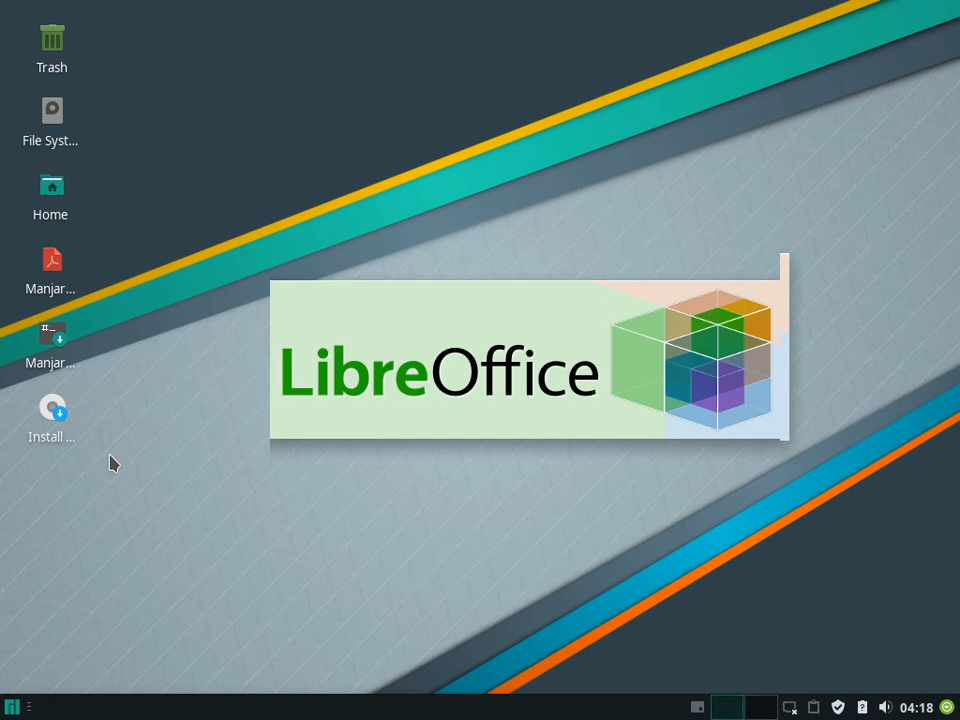 Trash
File Syst...
Home
Manjar...
#_
Manjar...
Install ...
LibreOffice
04:18